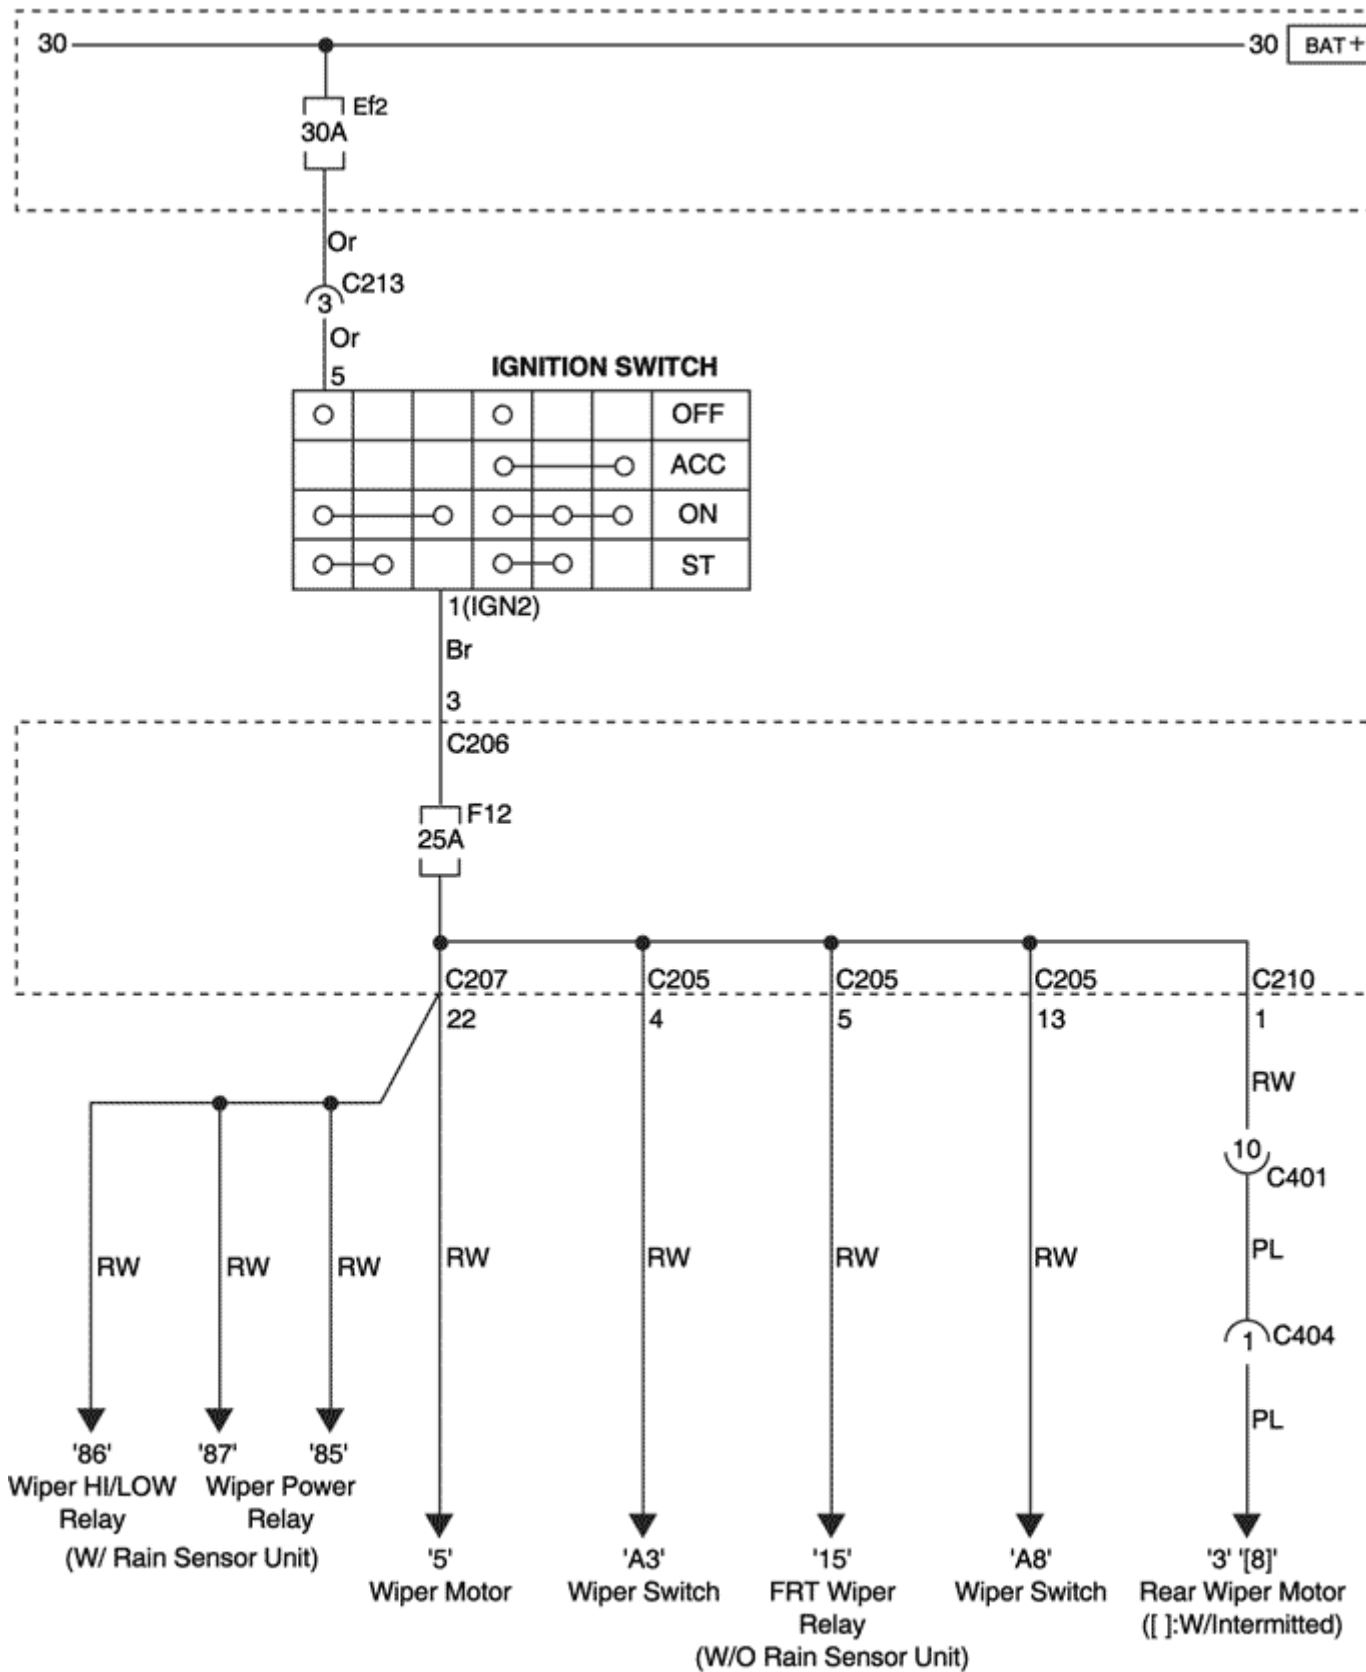 30
30 BAT +
Ef2
30A
Or
C213
3
Or
5
IGNITION SWITCH
OFF
ACC
ON
ST
1(IGN2)
Br
3
C206
F12
25A
C207 C205 C205 C205 C210
22 4 5 13 1
RW
10
C401
RW RW RW RW RW RW RW PL
1 C404
PL
'86' '87' '85'
Wiper HI/LOW Wiper Power
Relay Relay
(W/ Rain Sensor Unit)
'5' 'A3' '15' 'A8' '3' '[8]'
Wiper Motor Wiper Switch FRT Wiper Wiper Switch Rear Wiper Motor
Relay ([ ]:W/Intermitted)
(W/O Rain Sensor Unit)